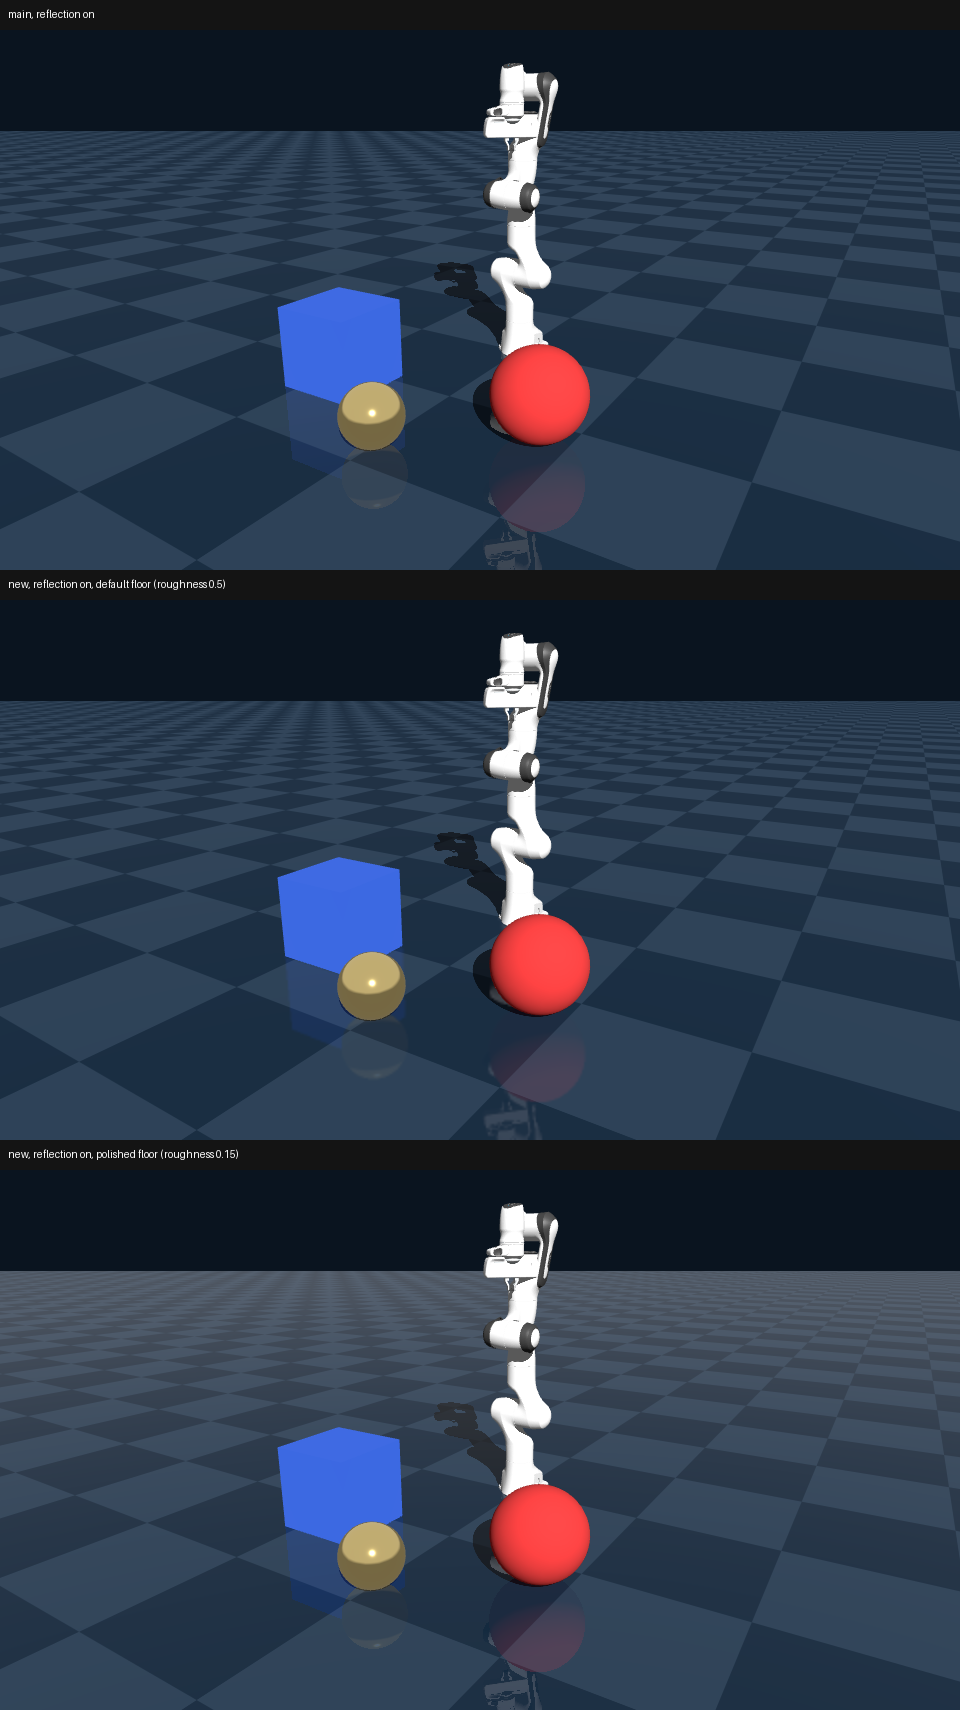 main, reflection on
new, reflection on, default floor (roughness 0.5)
new, reflection on, polished floor (roughness 0.15)